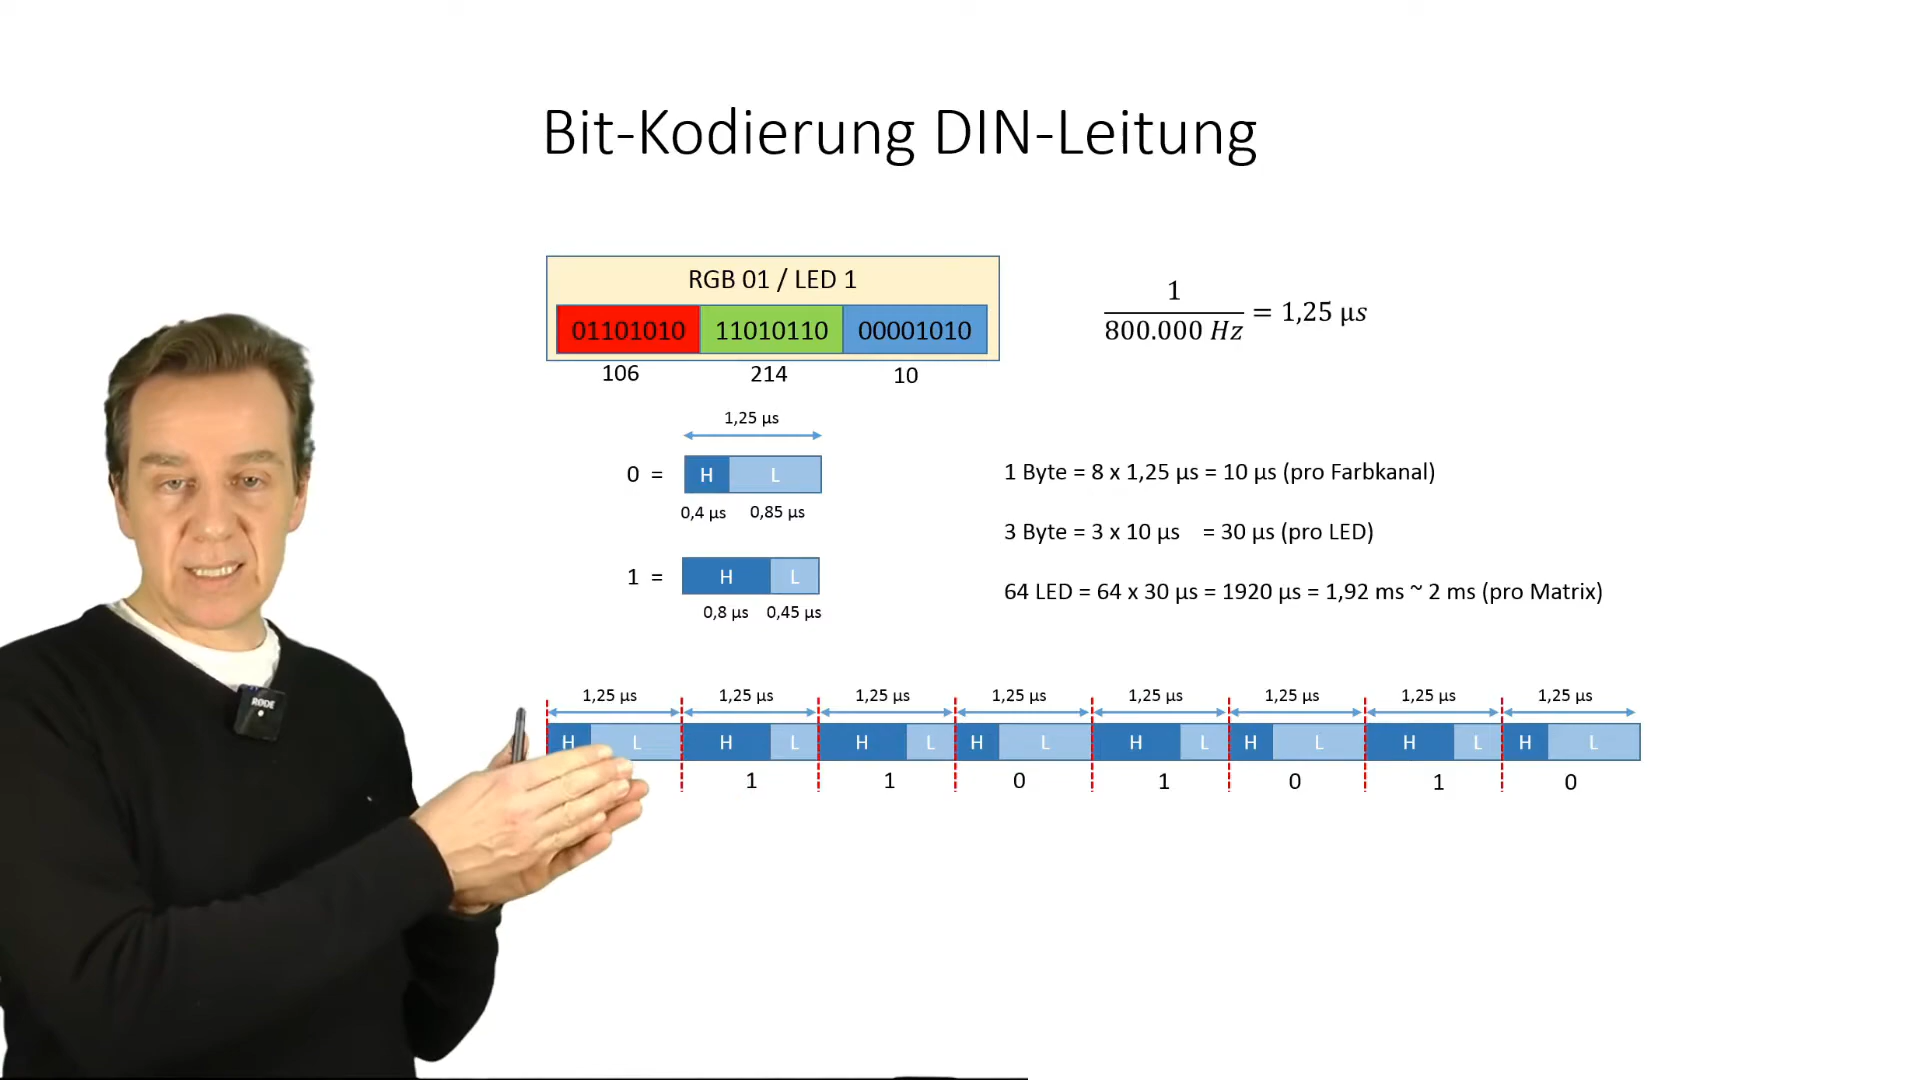 Bit-Kodierung DIN-Leitung
RGB 01 / LED 1
01101010 11010110 00001010
106 214 10
1 / 800.000 Hz = 1,25 µs
1,25 µs
0 = H L
0,4 µs 0,85 µs
1 = H L
0,8 µs 0,45 µs
1 Byte = 8 x 1,25 µs = 10 µs (pro Farbkanal)
3 Byte = 3 x 10 µs = 30 µs (pro LED)
64 LED = 64 x 30 µs = 1920 µs = 1,92 ms ~ 2 ms (pro Matrix)
1,25 µs 1,25 µs 1,25 µs 1,25 µs 1,25 µs 1,25 µs 1,25 µs 1,25 µs
H L H L H L H L H L H L H L H L
1 1 0 1 0 1 0
RØDE